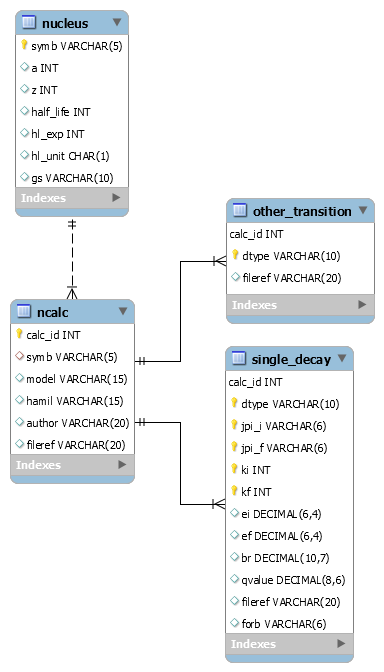 nucleus
symb VARCHAR(5)
a INT
z INT
half_life INT
hl_exp INT
hl_unit CHAR(1)
gs VARCHAR(10)
Indexes
ncalc
calc_id INT
symb VARCHAR(5)
model VARCHAR(15)
hamil VARCHAR(15)
author VARCHAR(20)
fileref VARCHAR(20)
Indexes
other_transition
calc_id INT
dtype VARCHAR(10)
fileref VARCHAR(20)
Indexes
single_decay
calc_id INT
dtype VARCHAR(10)
jpi_i VARCHAR(6)
jpi_f VARCHAR(6)
ki INT
kf INT
ei DECIMAL(6,4)
ef DECIMAL(6,4)
br DECIMAL(10,7)
qvalue DECIMAL(8,6)
fileref VARCHAR(20)
forb VARCHAR(6)
Indexes